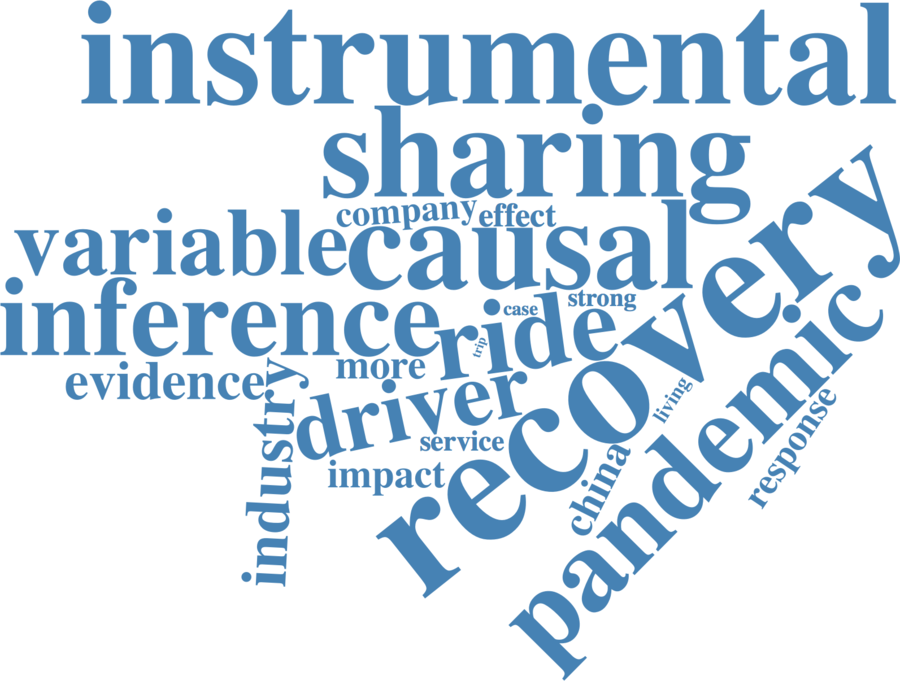 instrumental
sharing
company effect
variable causal
inference
ride
case
strong
trip
recovery
more
evidence
industry
driver
service
impact
living
china
pandemic
response